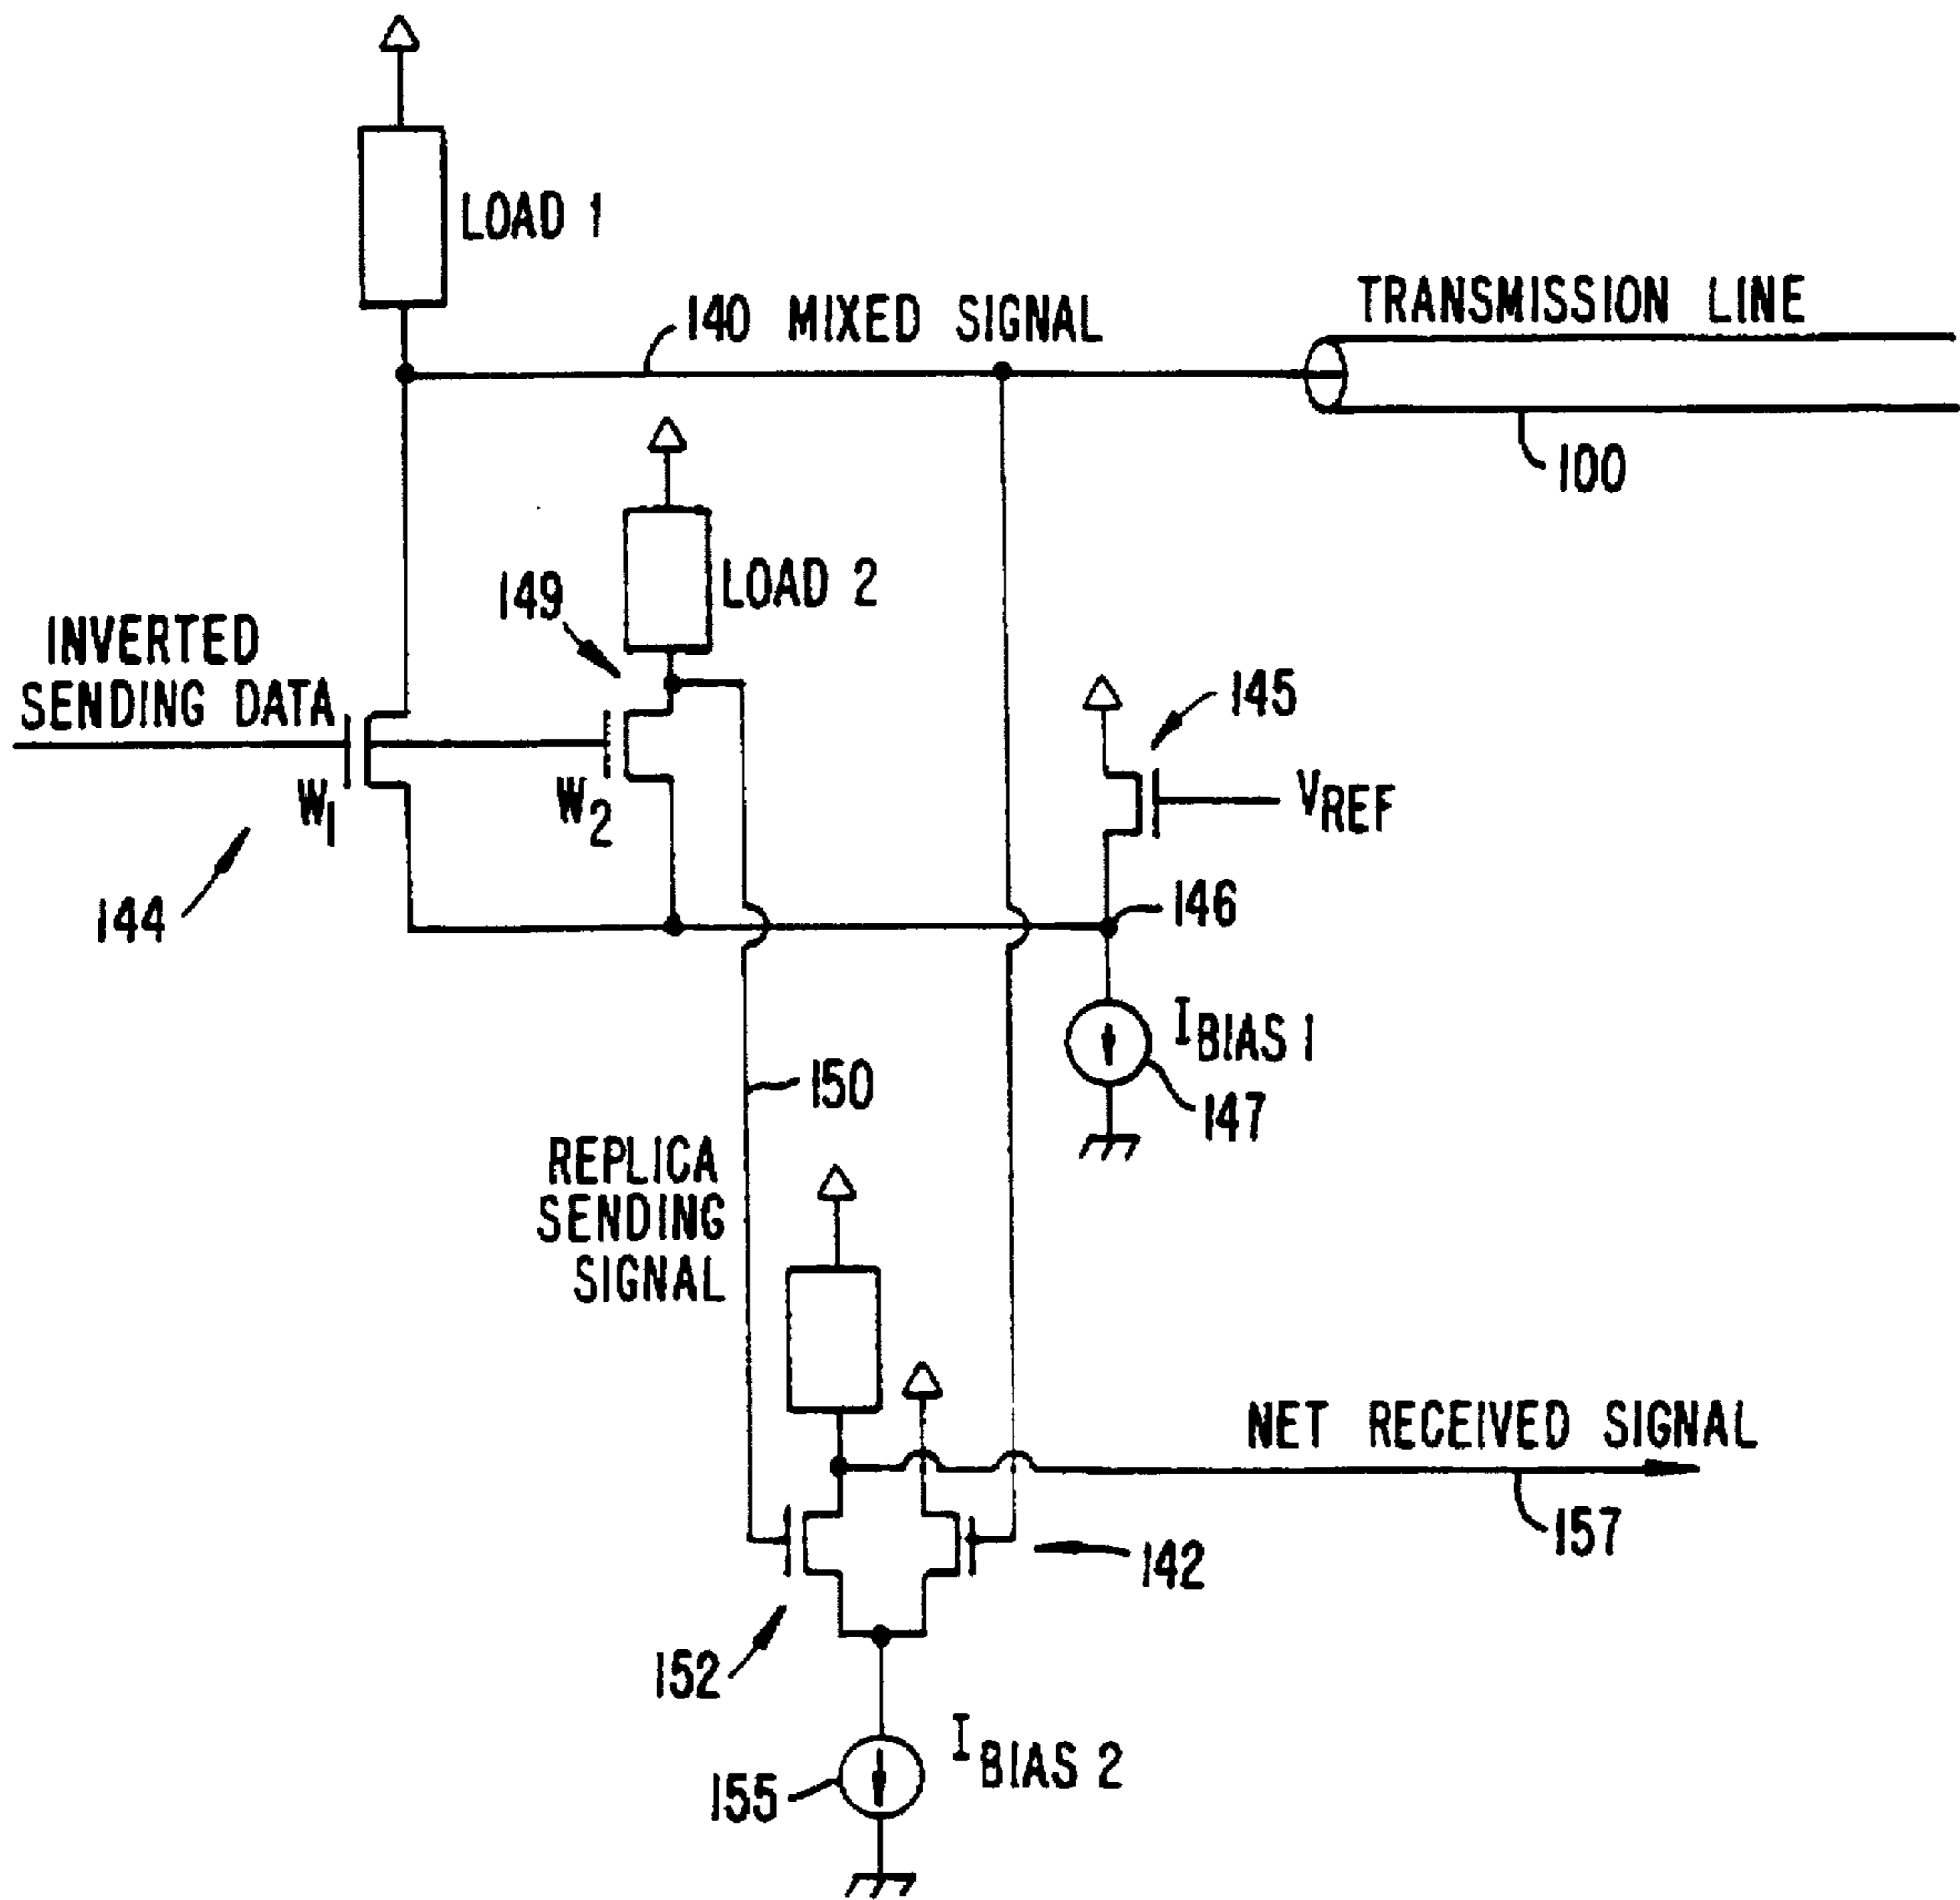 LOAD 1
140 MIXED SIGNAL
TRANSMISSION LINE
100
LOAD 2
149
INVERTED
SENDING DATA
W1
W2
144
145
VREF
146
IBIAS 1
147
150
REPLICA
SENDING
SIGNAL
NET RECEIVED SIGNAL
157
142
152
IBIAS 2
155